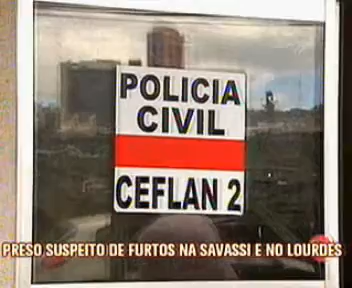 POLICIA
CIVIL
CEFLAN 2
PRESO SUSPEITO DE FURTOS NA SAVASSI E NO LOURDES